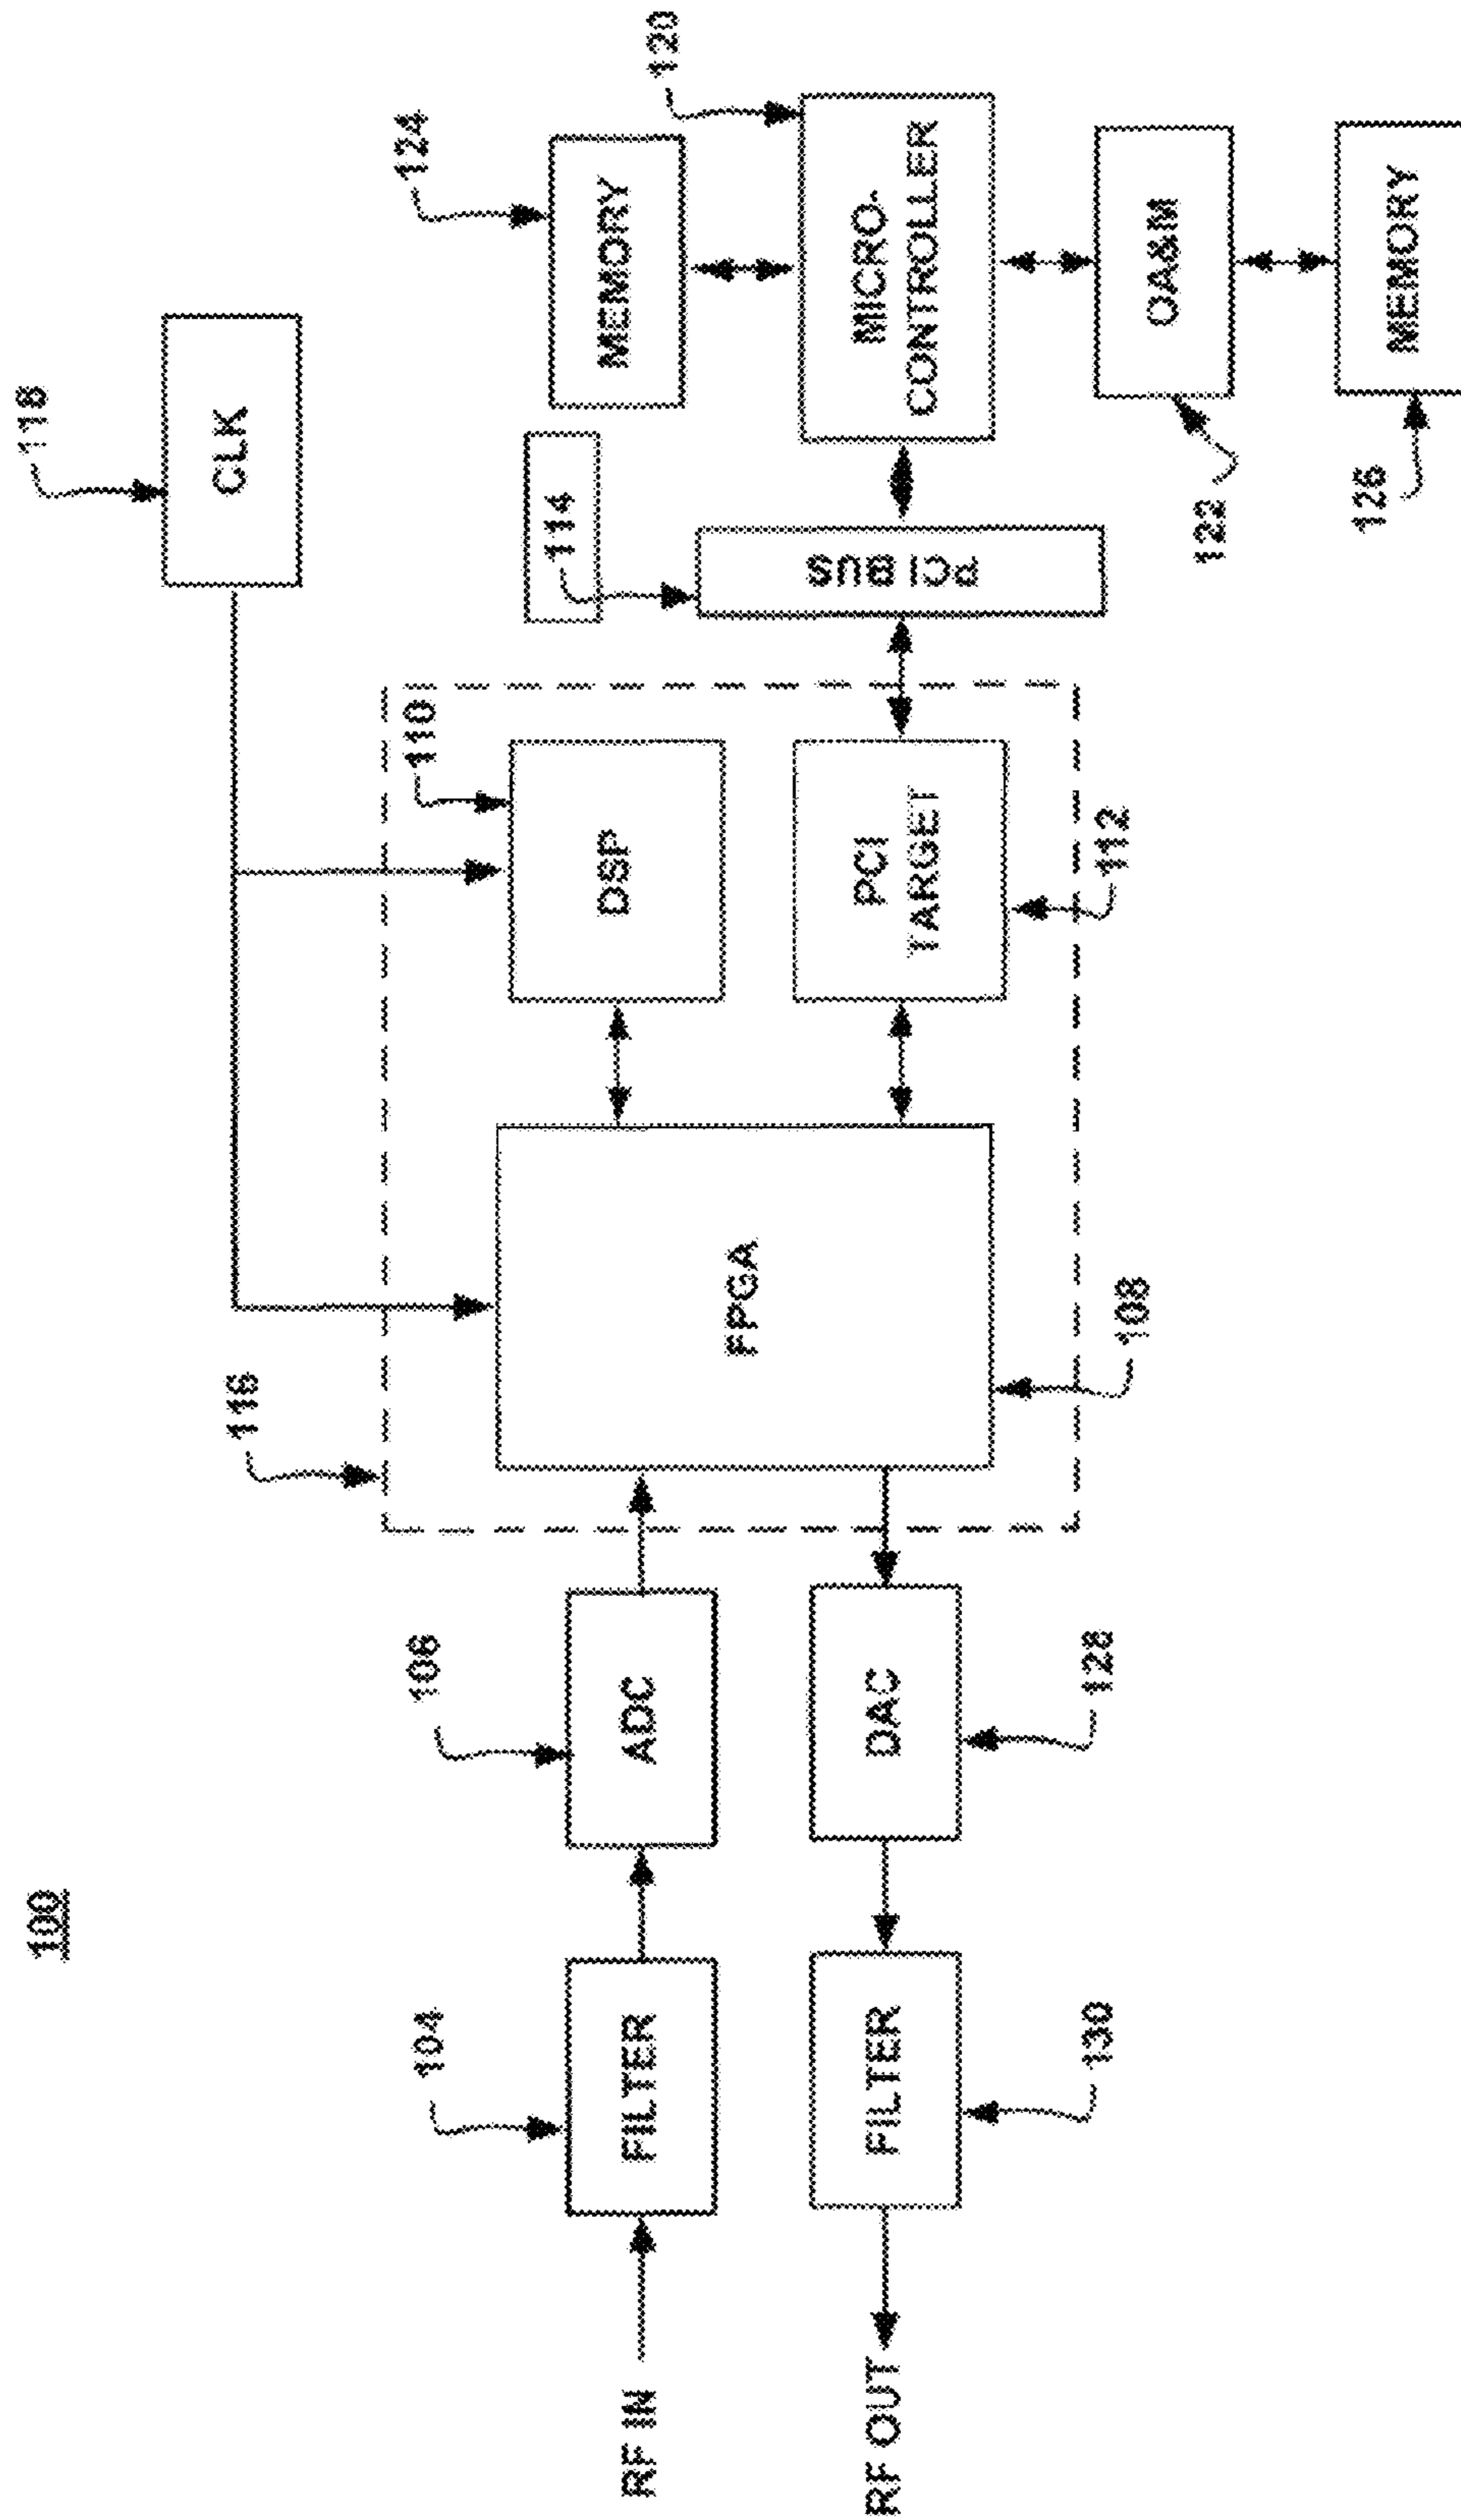 100
118
CLK
124
MEMORY
120
MICRO-
CONTROLLER
114
PCI BUS
OA&M
122
MEMORY
126
116
110
DSP
PCI
TARGET
112
FPGA
108
106
ADC
DAC
128
104
FILTER
FILTER
130
RF IN
RF OUT